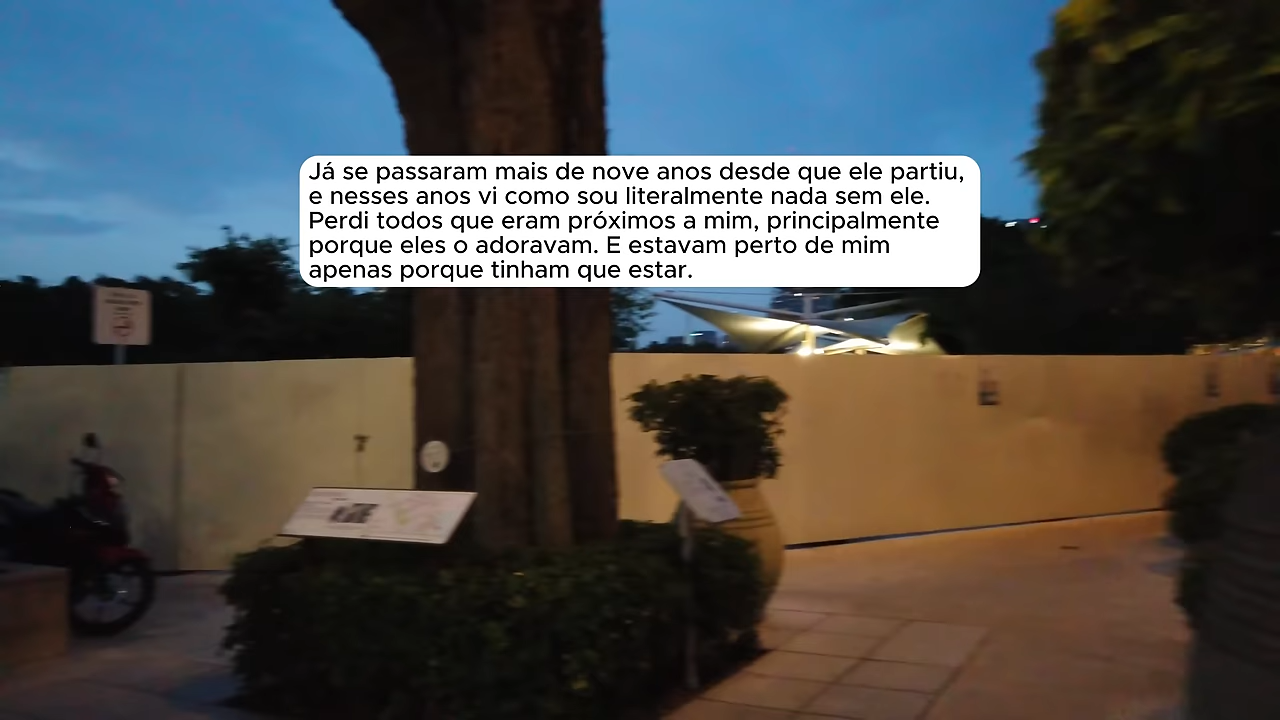 Já se passaram mais de nove anos desde que ele partiu,
e nesses anos vi como sou literalmente nada sem ele.
Perdi todos que eram próximos a mim, principalmente
porque eles o adoravam. E estavam perto de mim
apenas porque tinham que estar.